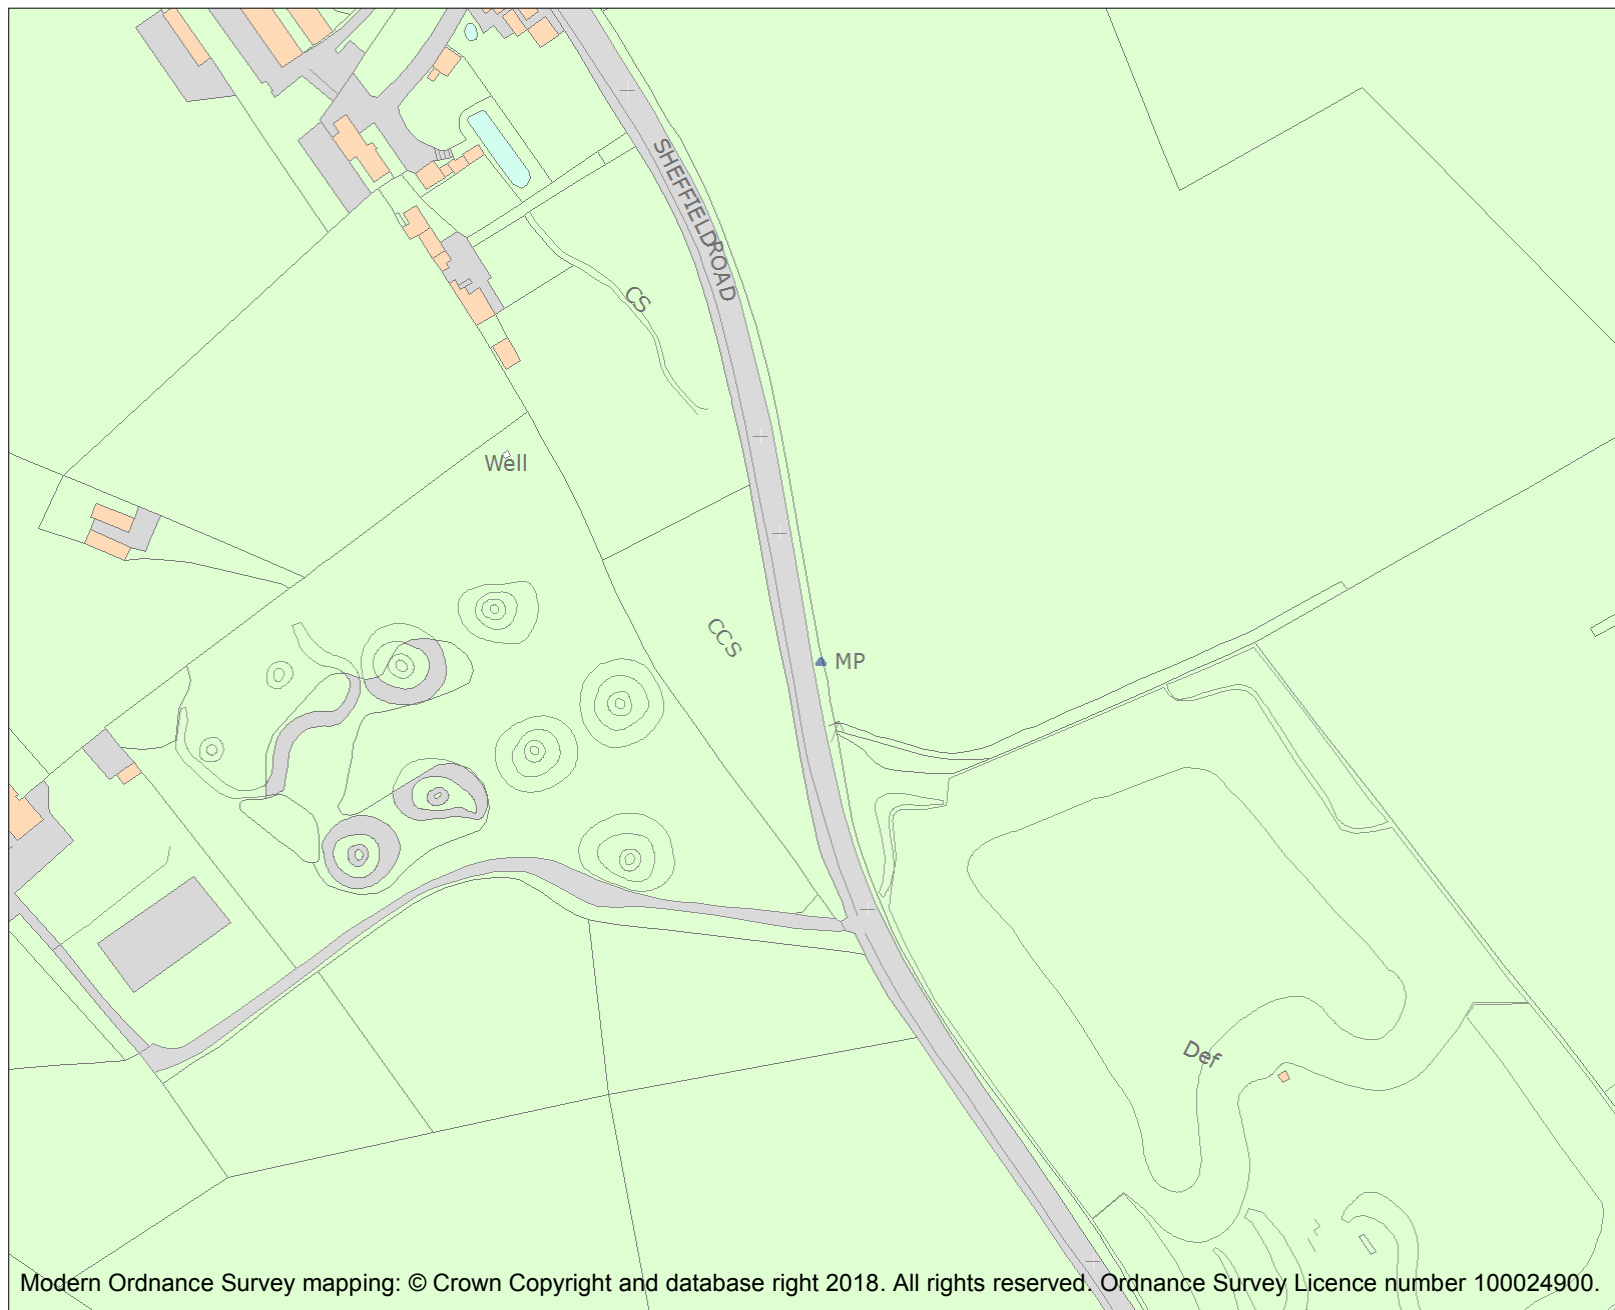 SHEFFIELD ROAD
CS
Well
CCS
MP
Def
Modern Ordnance Survey mapping: © Crown Copyright and database right 2018. All rights reserved. Ordnance Survey Licence number 100024900.